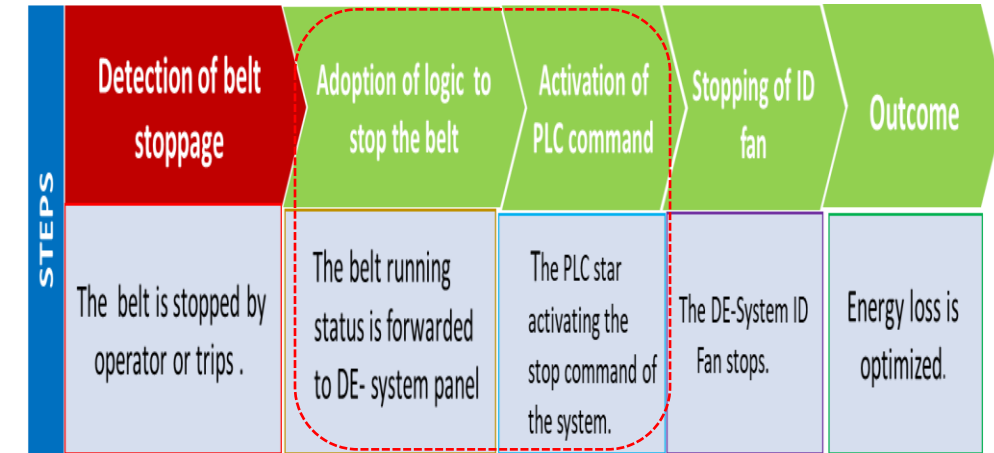 STEPS
Detection of belt
stoppage
Adoption of logic to
stop the belt
Activation of
PLC command
Stopping of ID
fan
Outcome
The belt is stopped by
operator or trips .
The belt running
status is forwarded
to DE- system panel
The PLC star
activating the
stop command of
the system.
The DE-System ID
Fan stops.
Energy loss is
optimized.